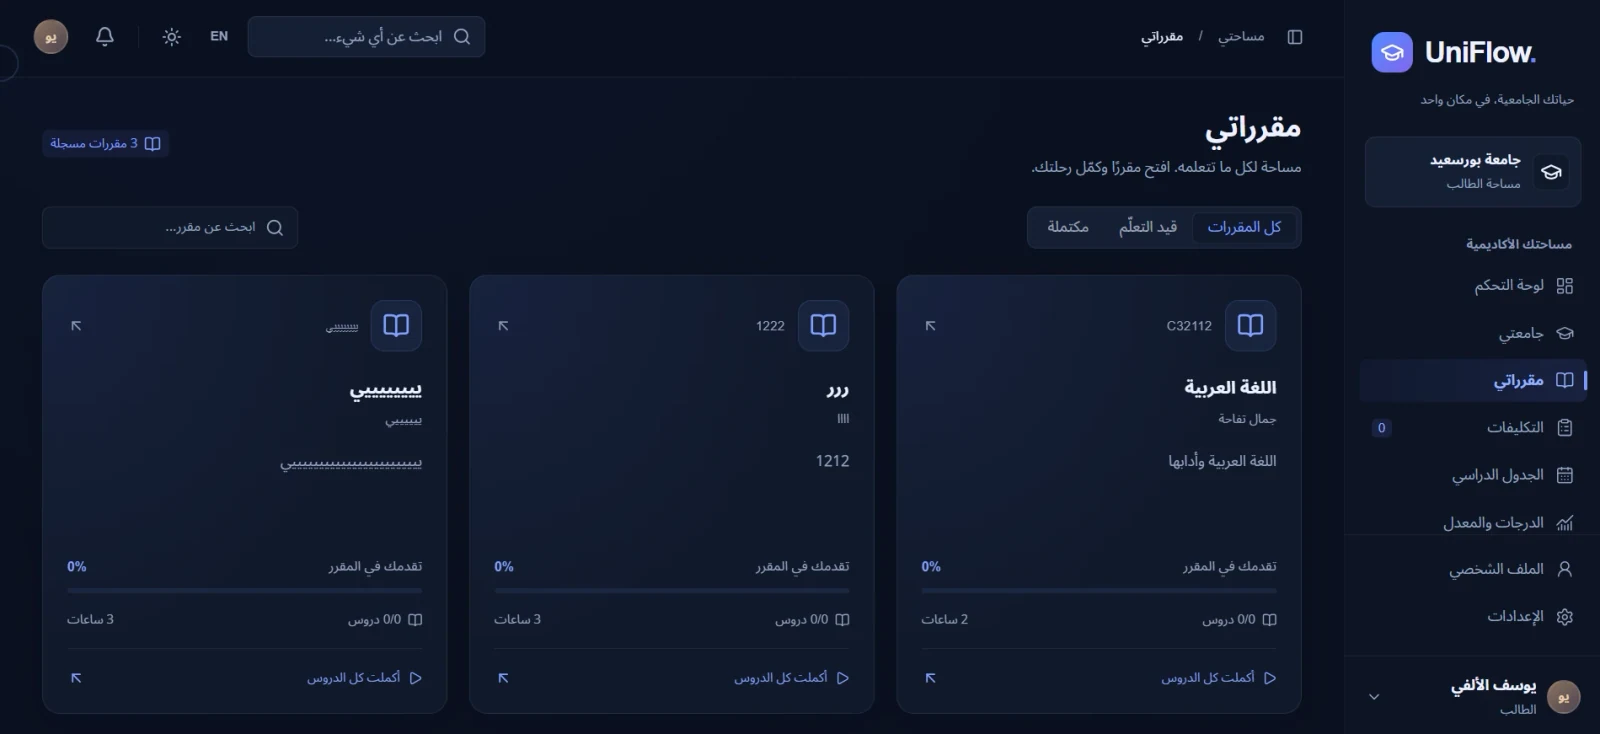 UniFlow.
حياتك الجامعية، في مكان واحد
جامعة بورسعيد
مساحة الطالب
مساحتك الأكاديمية
لوحة التحكم
جامعتي
مقرراتي
التكليفات
0
الجدول الدراسي
الدرجات والمعدل
الملف الشخصي
الإعدادات
يو
يوسف الألفي
الطالب
مساحتي / مقرراتي
ابحث عن أي شيء...
EN
يو
مقرراتي
مساحة لكل ما تتعلمه. افتح مقررًا وكمّل رحلتك.
3 مقررات مسجلة
كل المقررات
قيد التعلّم
مكتملة
ابحث عن مقرر...
C32112
اللغة العربية
جمال تفاحة
اللغة العربية وأدابها
تقدمك في المقرر
0%
0/0 دروس
2 ساعات
أكملت كل الدروس
1222
ررر
اااا
1212
تقدمك في المقرر
0%
0/0 دروس
3 ساعات
أكملت كل الدروس
تقدمك في المقرر
0%
0/0 دروس
3 ساعات
أكملت كل الدروس